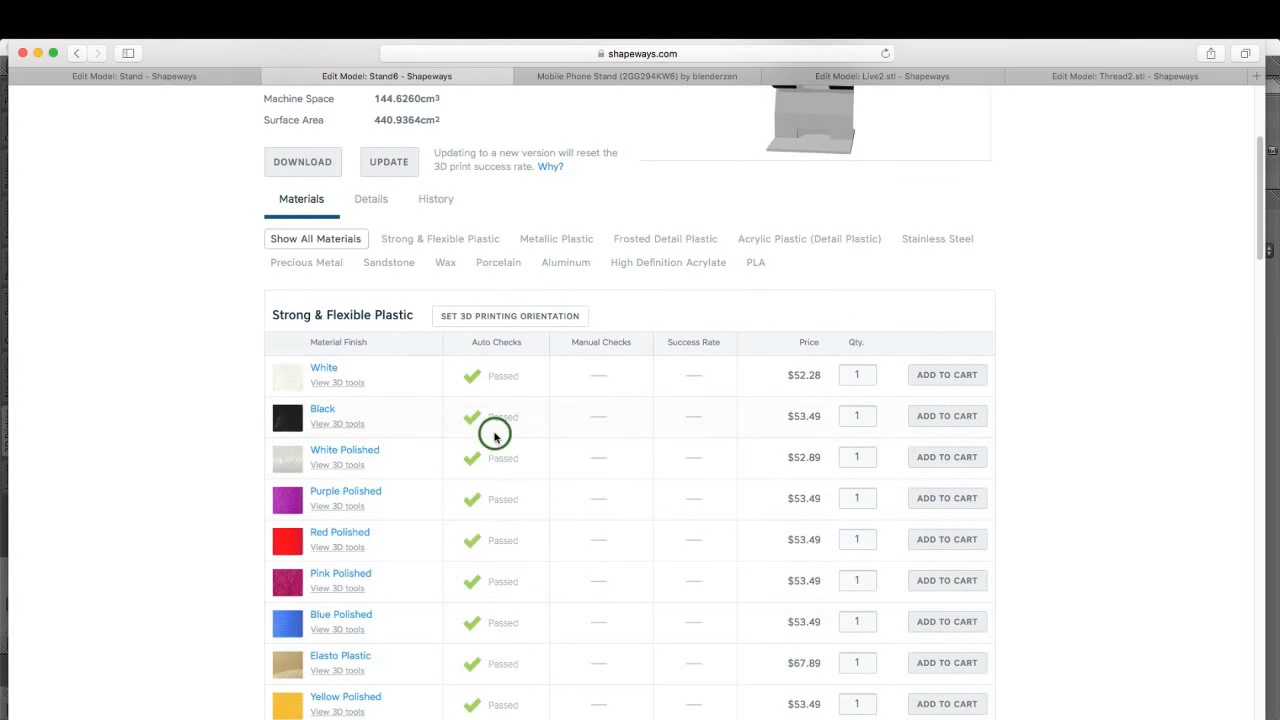 shapeways.com
Edit Model: Stand - Shapeways
Edit Model: Stand6 - Shapeways
Mobile Phone Stand (2GG294KW6) by blenderzen
Edit Model: Live2.stl - Shapeways
Edit Model: Thread2.stl - Shapeways
Machine Space 144.6260cm³
Surface Area 440.9364cm²
DOWNLOAD UPDATE
Updating to a new version will reset the
3D print success rate. Why?
Materials Details History
Show All Materials Strong & Flexible Plastic Metallic Plastic Frosted Detail Plastic Acrylic Plastic (Detail Plastic) Stainless Steel
Precious Metal Sandstone Wax Porcelain Aluminum High Definition Acrylate PLA
Strong & Flexible Plastic SET 3D PRINTING ORIENTATION
Material Finish Auto Checks Manual Checks Success Rate Price Qty.
White
View 3D tools
Passed — — $52.28 1 ADD TO CART
Black
View 3D tools
Passed — — $53.49 1 ADD TO CART
White Polished
View 3D tools
Passed — — $52.89 1 ADD TO CART
Purple Polished
View 3D tools
Passed — — $53.49 1 ADD TO CART
Red Polished
View 3D tools
Passed — — $53.49 1 ADD TO CART
Pink Polished
View 3D tools
Passed — — $53.49 1 ADD TO CART
Blue Polished
View 3D tools
Passed — — $53.49 1 ADD TO CART
Elasto Plastic
View 3D tools
Passed — — $67.89 1 ADD TO CART
Yellow Polished
View 3D tools
Passed — — $53.49 1 ADD TO CART